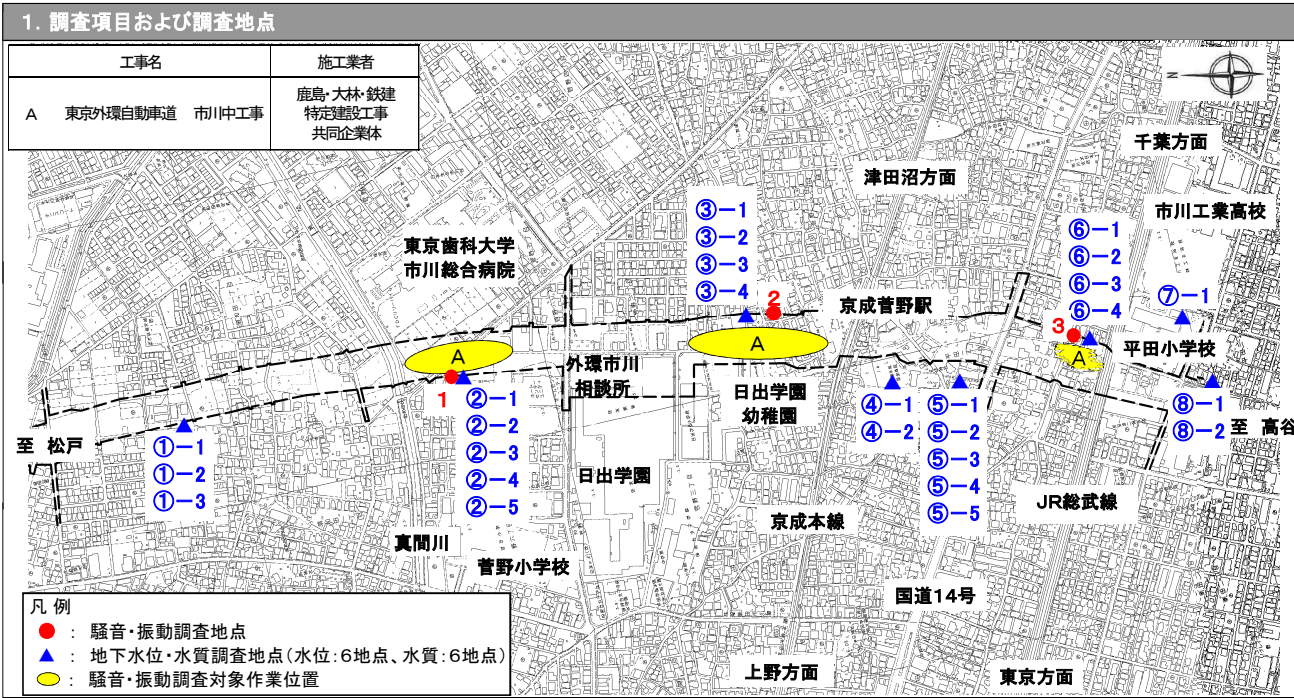 1. 調査項目および調査地点
工事名
施工業者
A 東京外環自動車道 市川中工事
鹿島・大林・鉄建
特定建設工事
共同企業体
N
千葉方面
津田沼方面
市川工業高校
東京歯科大学
市川総合病院
③－1
③－2
③－3
③－4
2
京成菅野駅
⑥－1
⑥－2
⑥－3
⑥－4
3
⑦－1
平田小学校
A
A
A
外環市川
相談所
日出学園
幼稚園
1
②－1
②－2
②－3
②－4
②－5
④－1
④－2
⑤－1
⑤－2
⑤－3
⑤－4
⑤－5
⑧－1
⑧－2
至 高谷
至 松戸
①－1
①－2
①－3
日出学園
JR総武線
京成本線
真間川
菅野小学校
国道14号
上野方面
東京方面
凡 例
： 騒音・振動調査地点
： 地下水位・水質調査地点(水位:6地点、水質:6地点)
： 騒音・振動調査対象作業位置